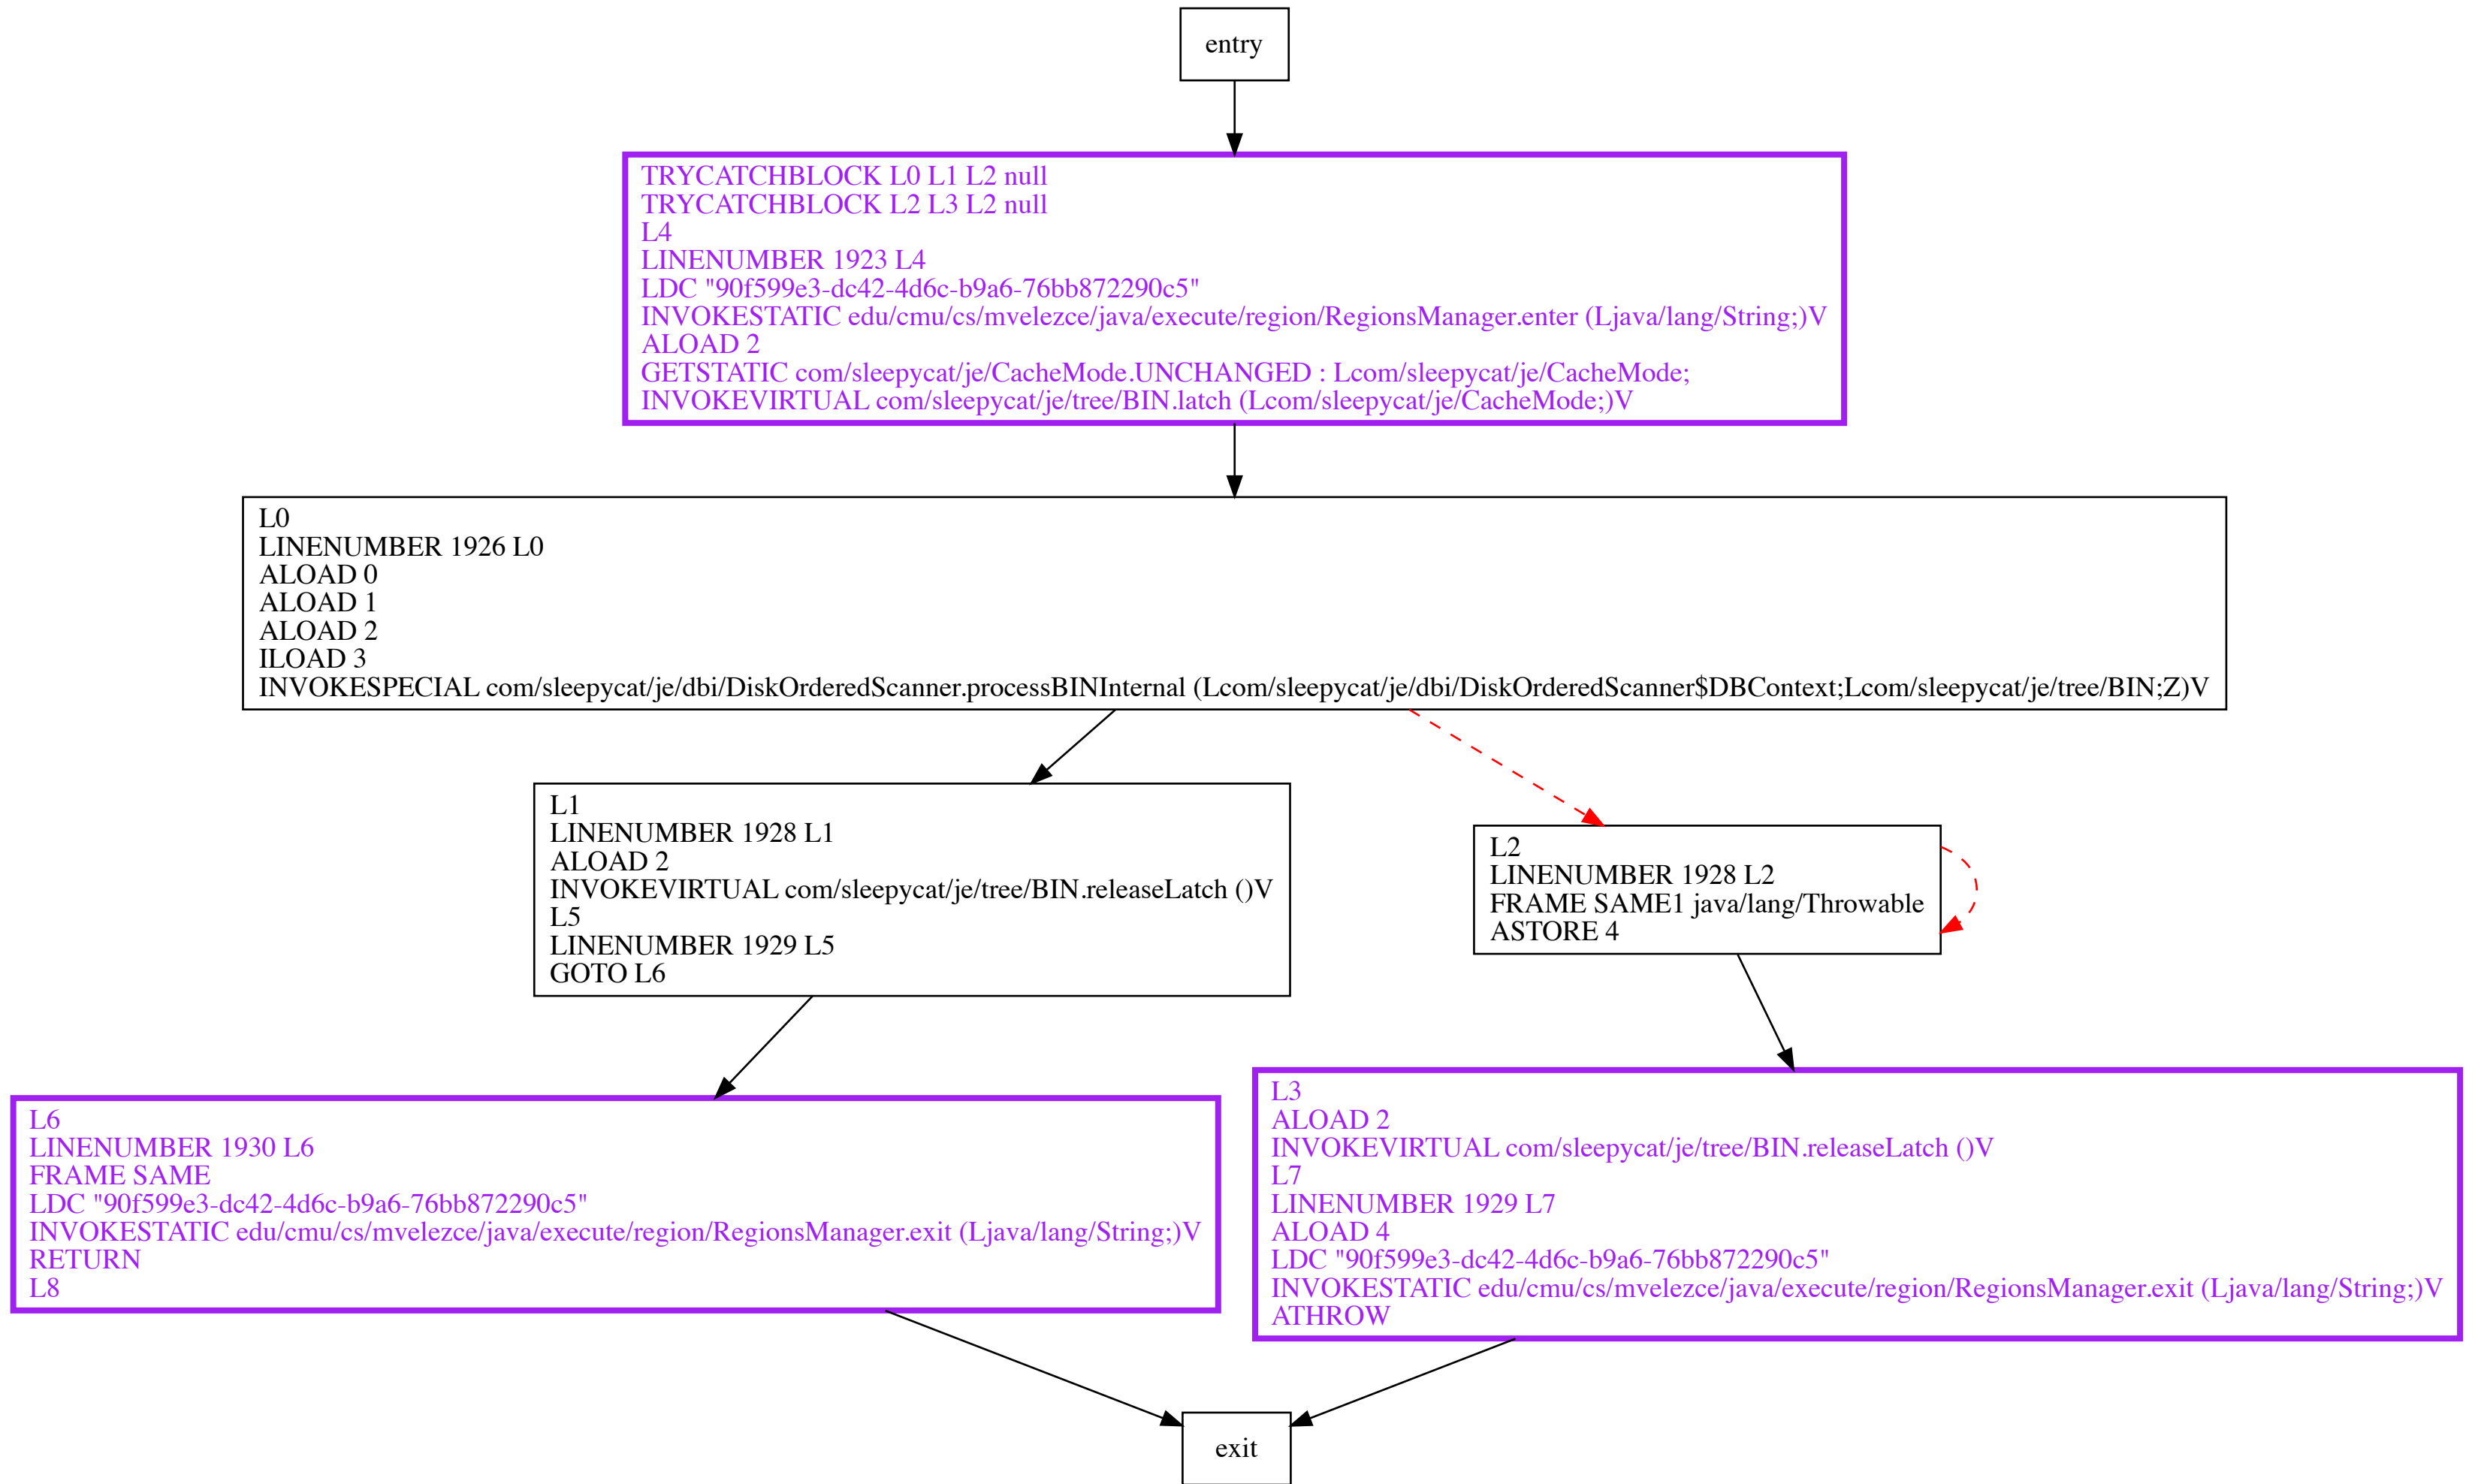 entry
TRYCATCHBLOCK L0 L1 L2 null
TRYCATCHBLOCK L2 L3 L2 null
L4
LINENUMBER 1923 L4
LDC "90f599e3-dc42-4d6c-b9a6-76bb872290c5"
INVOKESTATIC edu/cmu/cs/mvelezce/java/execute/region/RegionsManager.enter (Ljava/lang/String;)V
ALOAD 2
GETSTATIC com/sleepycat/je/CacheMode.UNCHANGED : Lcom/sleepycat/je/CacheMode;
INVOKEVIRTUAL com/sleepycat/je/tree/BIN.latch (Lcom/sleepycat/je/CacheMode;)V
L0
LINENUMBER 1926 L0
ALOAD 0
ALOAD 1
ALOAD 2
ILOAD 3
INVOKESPECIAL com/sleepycat/je/dbi/DiskOrderedScanner.processBINInternal (Lcom/sleepycat/je/dbi/DiskOrderedScanner$DBContext;Lcom/sleepycat/je/tree/BIN;Z)V
L1
LINENUMBER 1928 L1
ALOAD 2
INVOKEVIRTUAL com/sleepycat/je/tree/BIN.releaseLatch ()V
L5
LINENUMBER 1929 L5
GOTO L6
L2
LINENUMBER 1928 L2
FRAME SAME1 java/lang/Throwable
ASTORE 4
L6
LINENUMBER 1930 L6
FRAME SAME
LDC "90f599e3-dc42-4d6c-b9a6-76bb872290c5"
INVOKESTATIC edu/cmu/cs/mvelezce/java/execute/region/RegionsManager.exit (Ljava/lang/String;)V
RETURN
L8
L3
ALOAD 2
INVOKEVIRTUAL com/sleepycat/je/tree/BIN.releaseLatch ()V
L7
LINENUMBER 1929 L7
ALOAD 4
LDC "90f599e3-dc42-4d6c-b9a6-76bb872290c5"
INVOKESTATIC edu/cmu/cs/mvelezce/java/execute/region/RegionsManager.exit (Ljava/lang/String;)V
ATHROW
exit